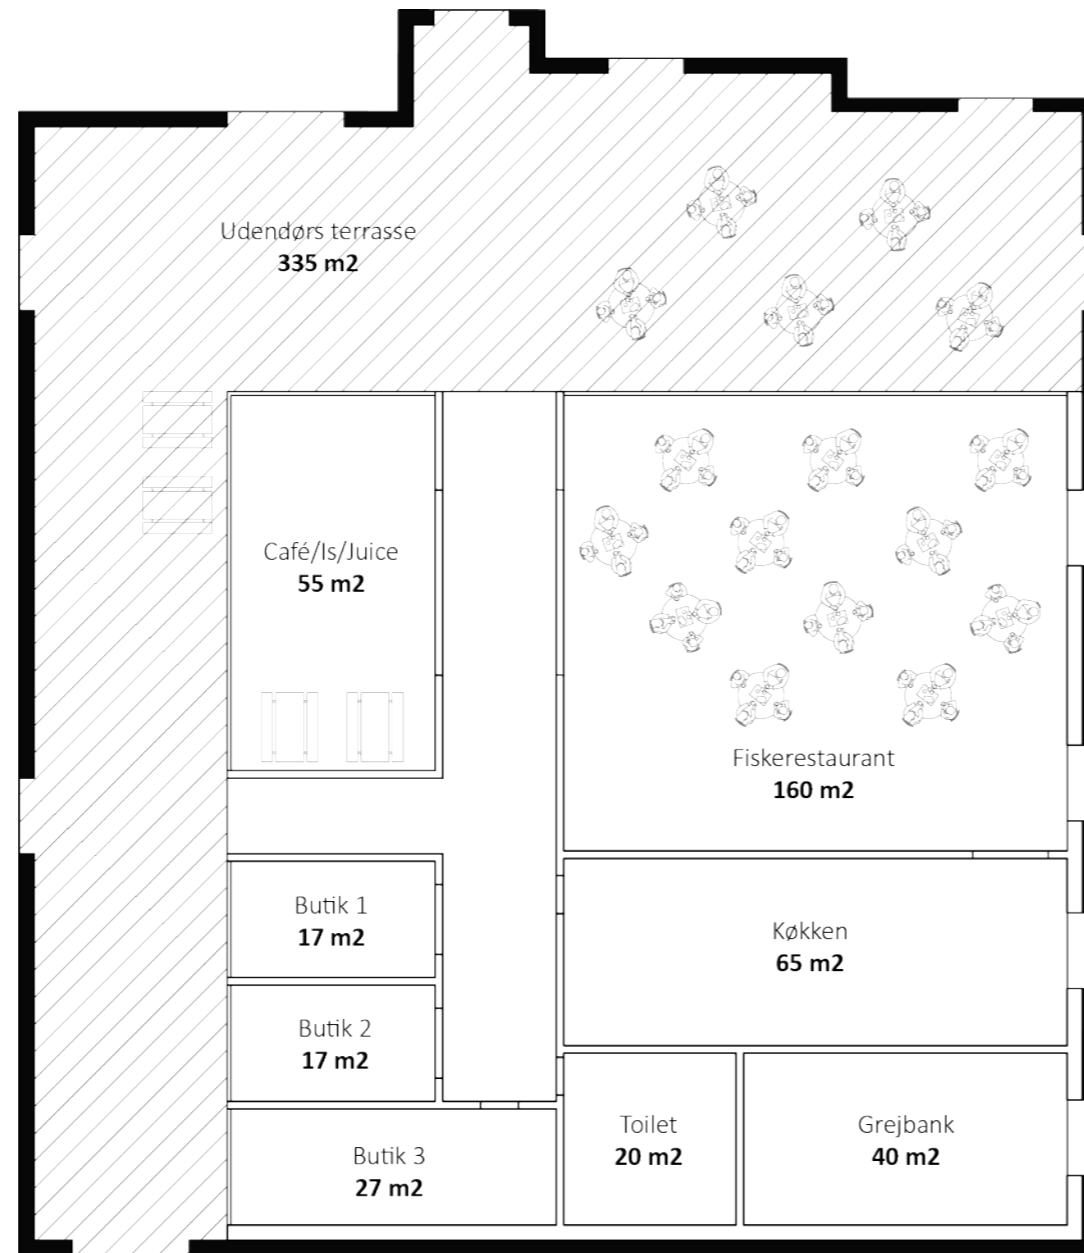 Udendørs terrasse
335 m2
Café/Is/Juice
55 m2
Fiskerestaurant
160 m2
Butik 1
17 m2
Køkken
65 m2
Butik 2
17 m2
Toilet
20 m2
Grejbank
40 m2
Butik 3
27 m2